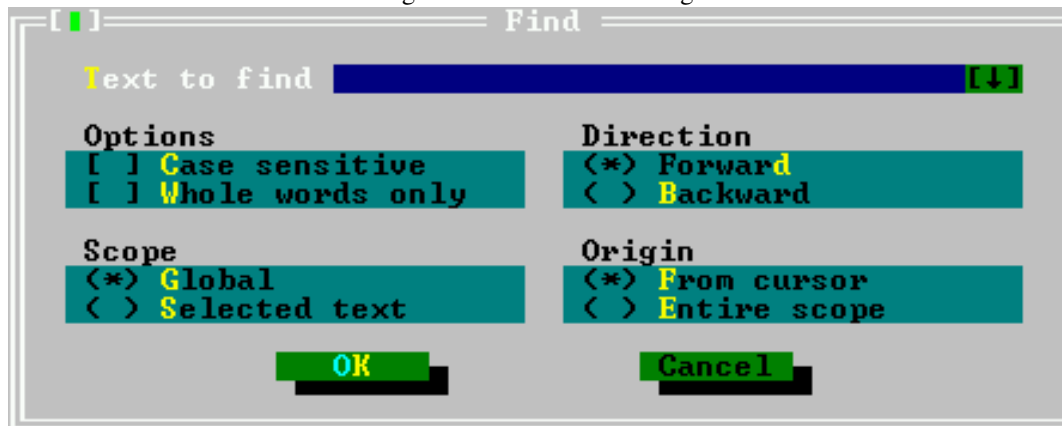 [▮] Find
Text to find [↓]
Options Direction
[ ] Case sensitive (*) Forward
[ ] Whole words only ( ) Backward
Scope Origin
(*) Global (*) From cursor
( ) Selected text ( ) Entire scope
OK Cancel